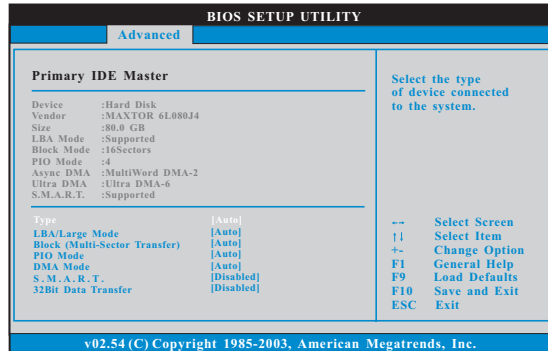 BIOS SETUP UTILITY
Advanced
Primary IDE Master
Device :Hard Disk
Vendor :MAXTOR 6L080J4
Size :80.0 GB
LBA Mode :Supported
Block Mode :16Sectors
PIO Mode :4
Async DMA :MultiWord DMA-2
Ultra DMA :Ultra DMA-6
S.M.A.R.T. :Supported
Type [Auto]
LBA/Large Mode [Auto]
Block (Multi-Sector Transfer) [Auto]
PIO Mode [Auto]
DMA Mode [Auto]
S.M.A.R.T. [Disabled]
32Bit Data Transfer [Disabled]
Select the type
of device connected
to the system.
←→ Select Screen
↑↓ Select Item
+- Change Option
F1 General Help
F9 Load Defaults
F10 Save and Exit
ESC Exit
v02.54 (C) Copyright 1985-2003, American Megatrends, Inc.